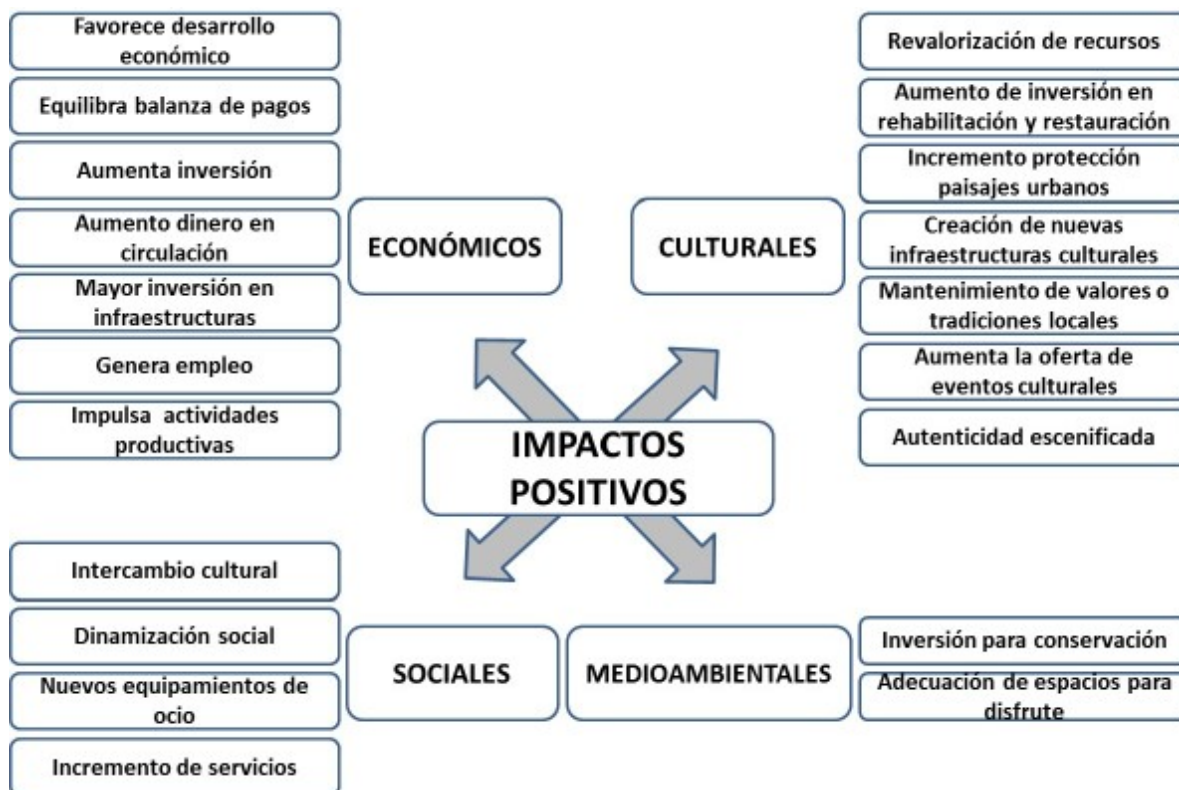 Favorece desarrollo
económico
Equilibra balanza de pagos
Aumenta inversión
Aumento dinero en
circulación
Mayor inversión en
infraestructuras
Genera empleo
Impulsa actividades
productivas
ECONÓMICOS
CULTURALES
Revalorización de recursos
Aumento de inversión en
rehabilitación y restauración
Incremento protección
paisajes urbanos
Creación de nuevas
infraestructuras culturales
Mantenimiento de valores o
tradiciones locales
Aumenta la oferta de
eventos culturales
Autenticidad escenificada
IMPACTOS
POSITIVOS
Intercambio cultural
Dinamización social
Nuevos equipamientos de
ocio
Incremento de servicios
SOCIALES
MEDIOAMBIENTALES
Inversión para conservación
Adecuación de espacios para
disfrute